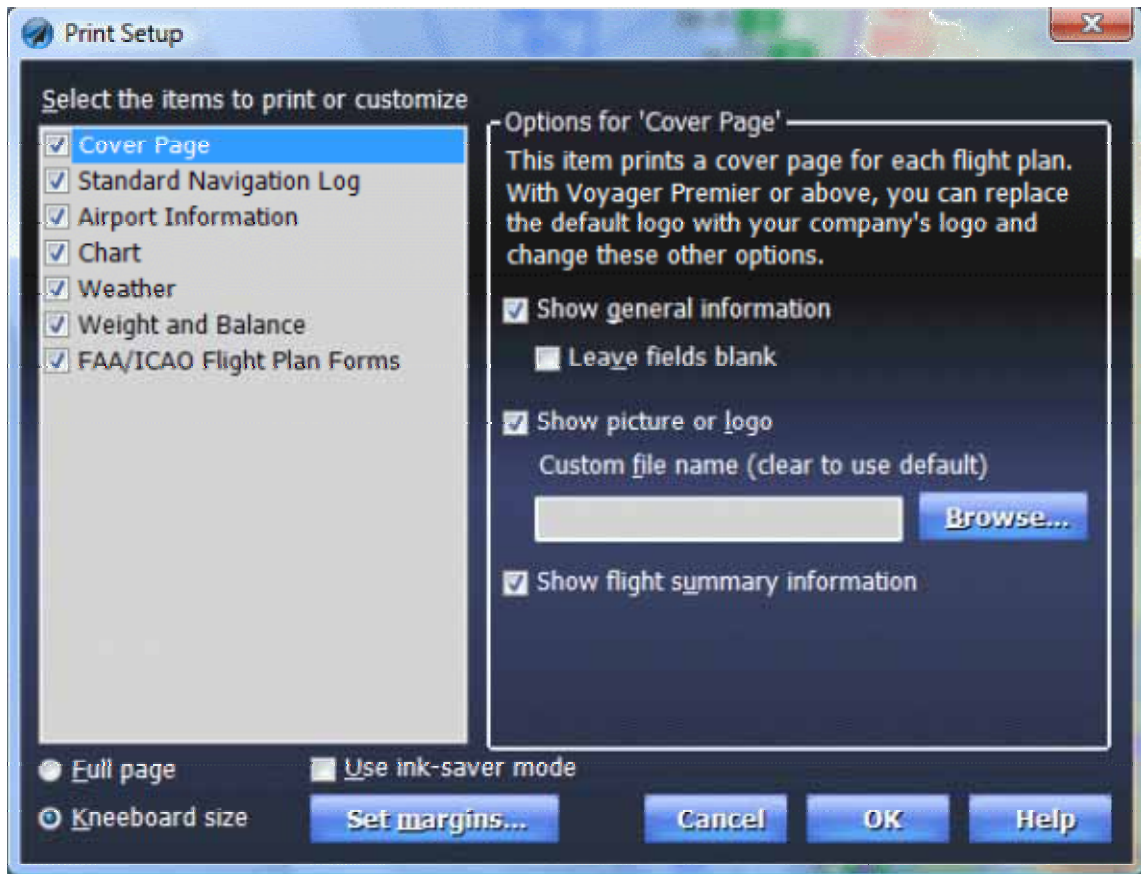 Print Setup
Select the items to print or customize
Cover Page
Standard Navigation Log
Airport Information
Chart
Weather
Weight and Balance
FAA/ICAO Flight Plan Forms
Options for 'Cover Page'
This item prints a cover page for each flight plan.
With Voyager Premier or above, you can replace
the default logo with your company's logo and
change these other options.
Show general information
Leave fields blank
Show picture or logo
Custom file name (clear to use default)
Browse...
Show flight summary information
Full page
Use ink-saver mode
Kneeboard size
Set margins...
Cancel
OK
Help